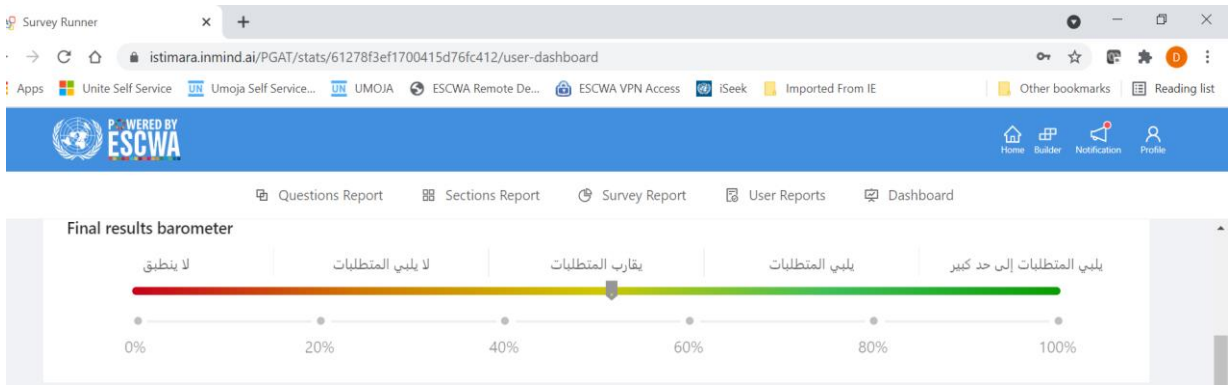 Survey Runner
istimara.inmind.ai/PGAT/stats/61278f3ef1700415d76fc412/user-dashboard
D
Apps Unite Self Service UN Umoja Self Service... UN UMOJA ESCWA Remote De... ESCWA VPN Access iSeek Imported From IE Other bookmarks Reading list
POWERED BY
ESCWA
Home Builder Notification Profile
Questions Report Sections Report Survey Report User Reports Dashboard
Final results barometer
لا ينطبق لا يلبي المتطلبات يقارب المتطلبات يلبي المتطلبات يلبي المتطلبات إلى حد كبير
0% 20% 40% 60% 80% 100%